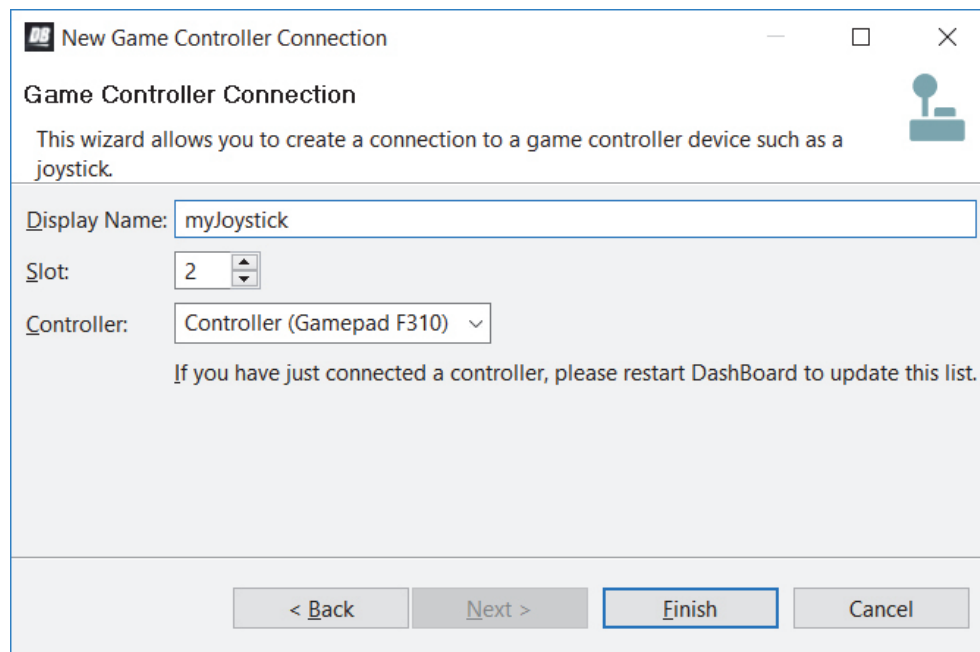 DB New Game Controller Connection
Game Controller Connection
This wizard allows you to create a connection to a game controller device such as a
joystick.
Display Name: myJoystick
Slot: 2
Controller: Controller (Gamepad F310)
If you have just connected a controller, please restart DashBoard to update this list.
< Back Next > Finish Cancel